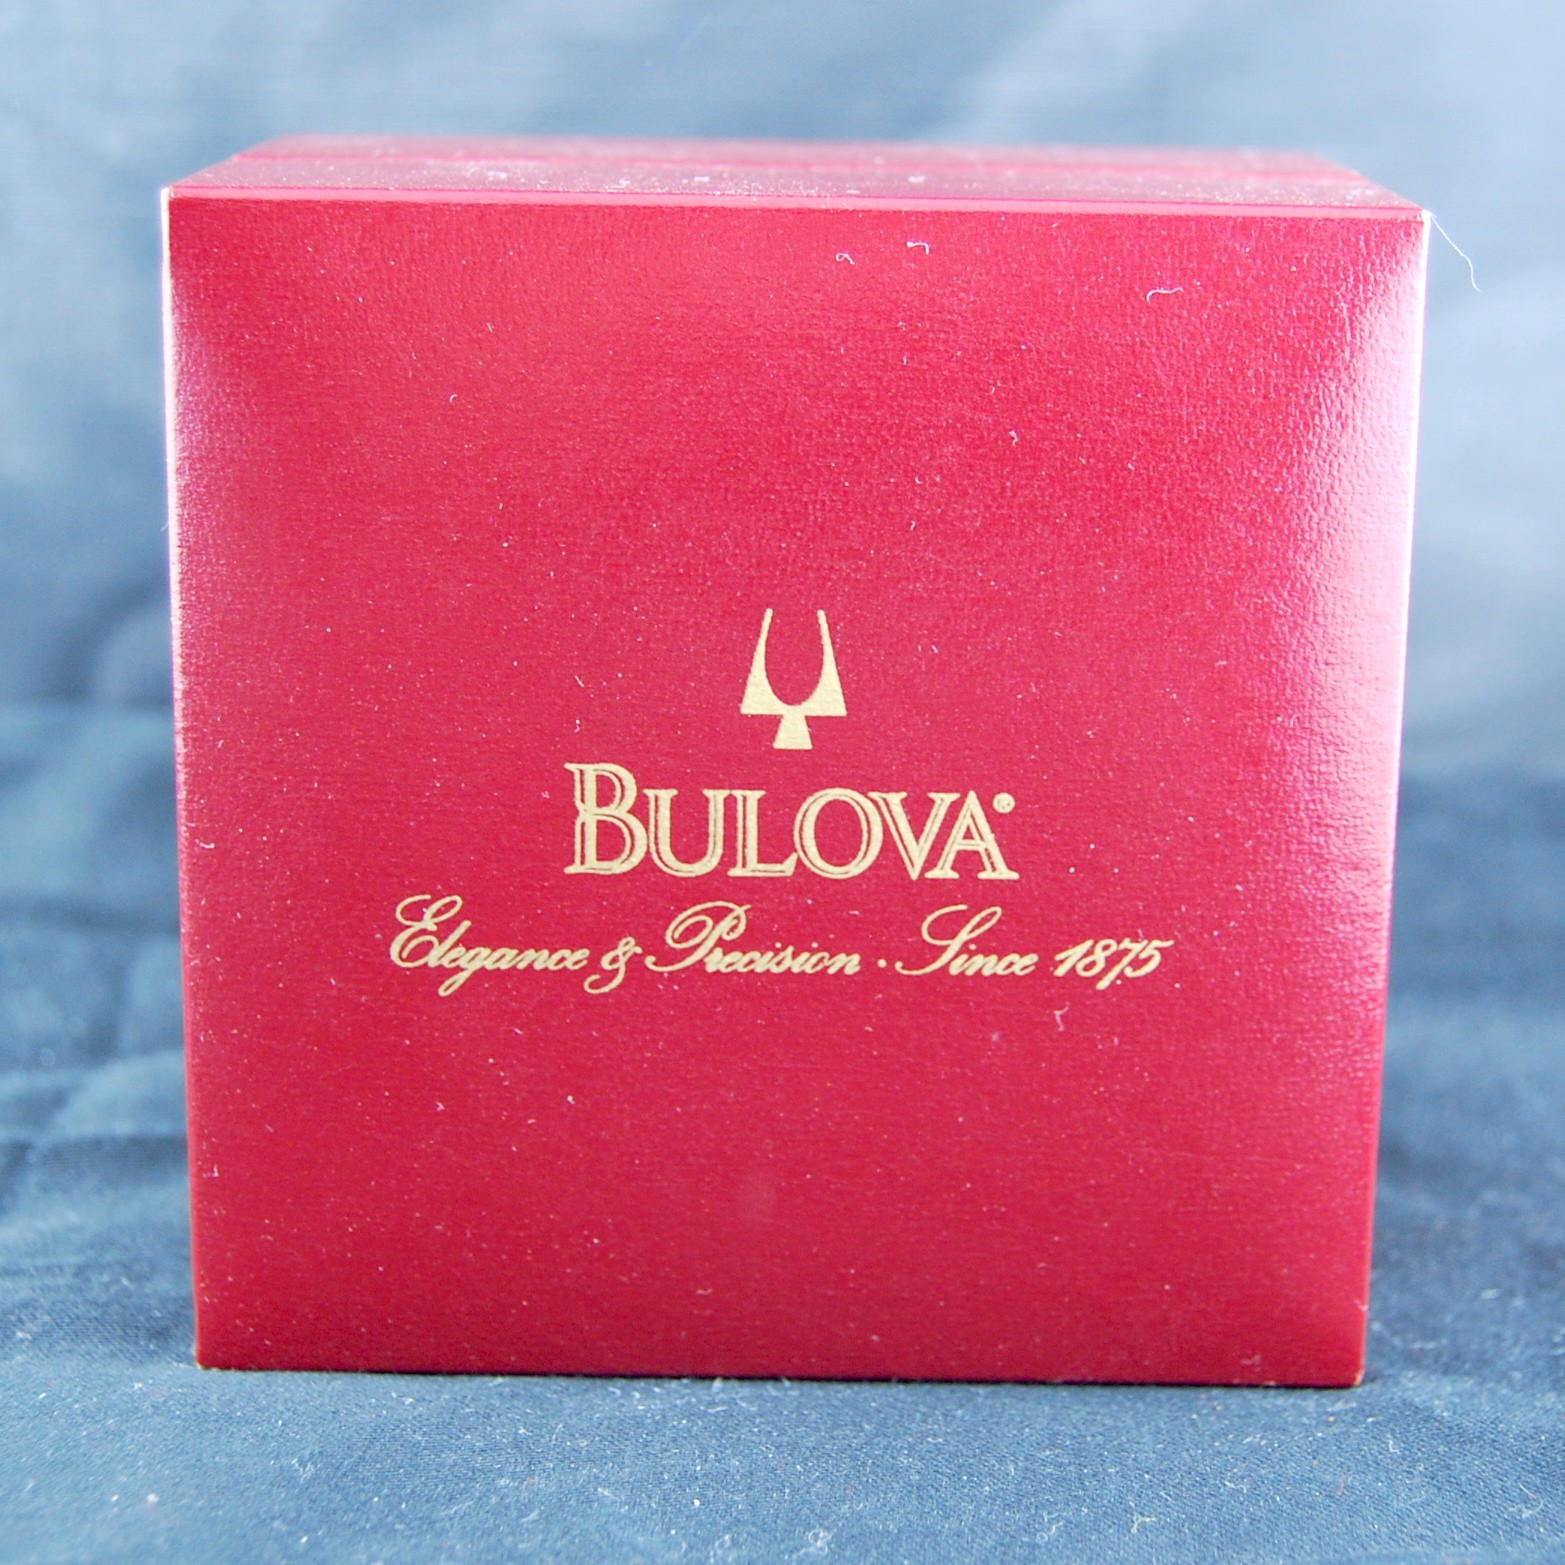 BULOVA®
Elegance & Precision · Since 1875